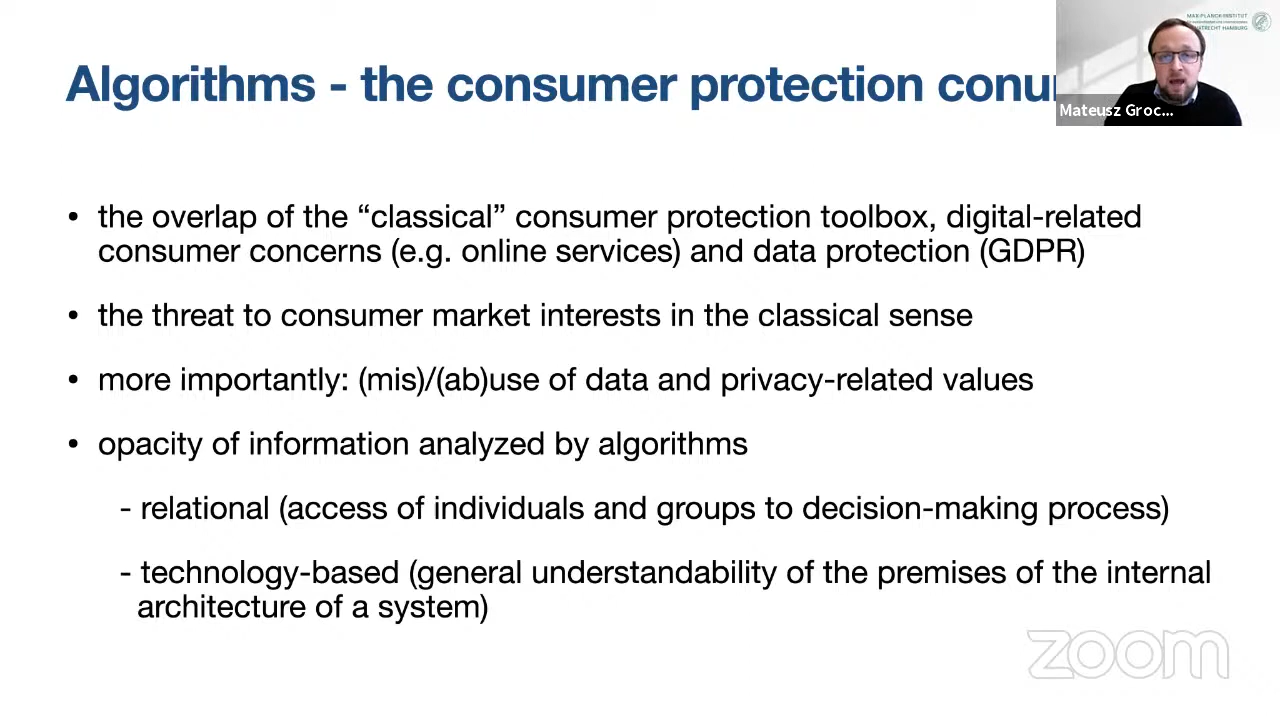 Algorithms - the consumer protection conu
MAX-PLANCK-INSTITUT
Mateusz Groc...
• the overlap of the “classical” consumer protection toolbox, digital-related
consumer concerns (e.g. online services) and data protection (GDPR)
• the threat to consumer market interests in the classical sense
• more importantly: (mis)/(ab)use of data and privacy-related values
• opacity of information analyzed by algorithms
- relational (access of individuals and groups to decision-making process)
- technology-based (general understandability of the premises of the internal
architecture of a system)
zoom